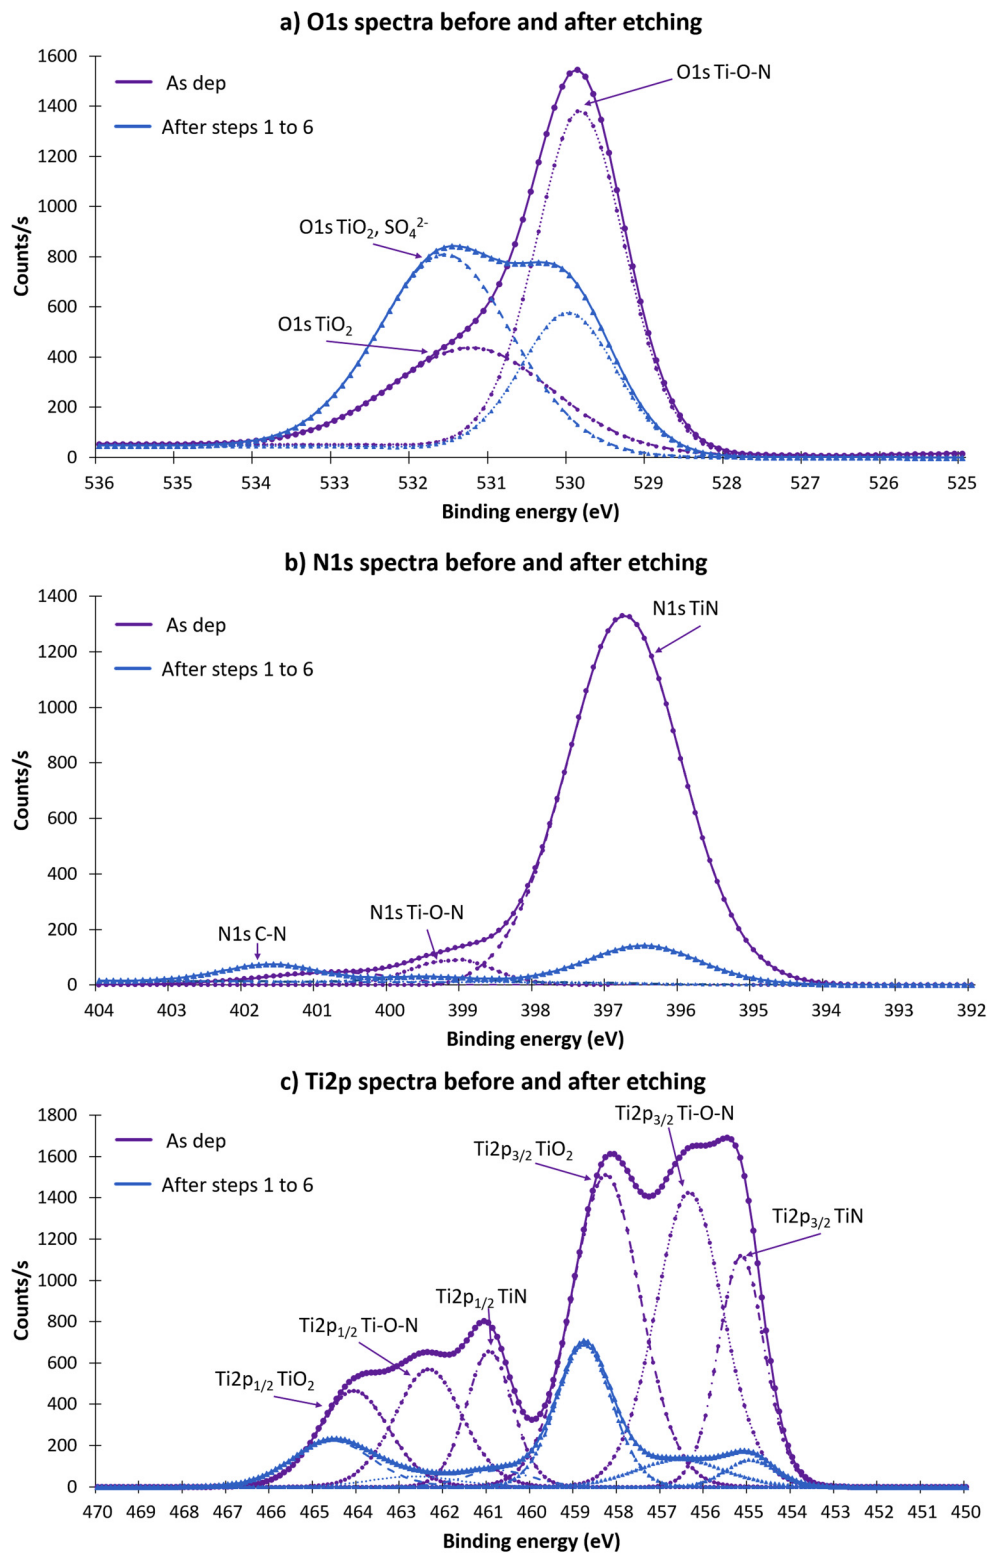 a) O1s spectra before and after etching
1600
1400
1200
1000
800
600
400
200
0
Counts/s
As dep
After steps 1 to 6
O1s Ti-O-N
O1s TiO₂, SO₄²⁻
O1s TiO₂
536 535 534 533 532 531 530 529 528 527 526 525
Binding energy (eV)
b) N1s spectra before and after etching
1400
1200
1000
800
600
400
200
0
Counts/s
As dep
After steps 1 to 6
N1s TiN
N1s Ti-O-N
N1s C-N
404 403 402 401 400 399 398 397 396 395 394 393 392
Binding energy (eV)
c) Ti2p spectra before and after etching
1800
1600
1400
1200
1000
800
600
400
200
0
Counts/s
As dep
After steps 1 to 6
Ti2p₃/₂ Ti-O-N
Ti2p₃/₂ TiO₂
Ti2p₃/₂ TiN
Ti2p₁/₂ TiN
Ti2p₁/₂ Ti-O-N
Ti2p₁/₂ TiO₂
470 469 468 467 466 465 464 463 462 461 460 459 458 457 456 455 454 453 452 451 450
Binding energy (eV)